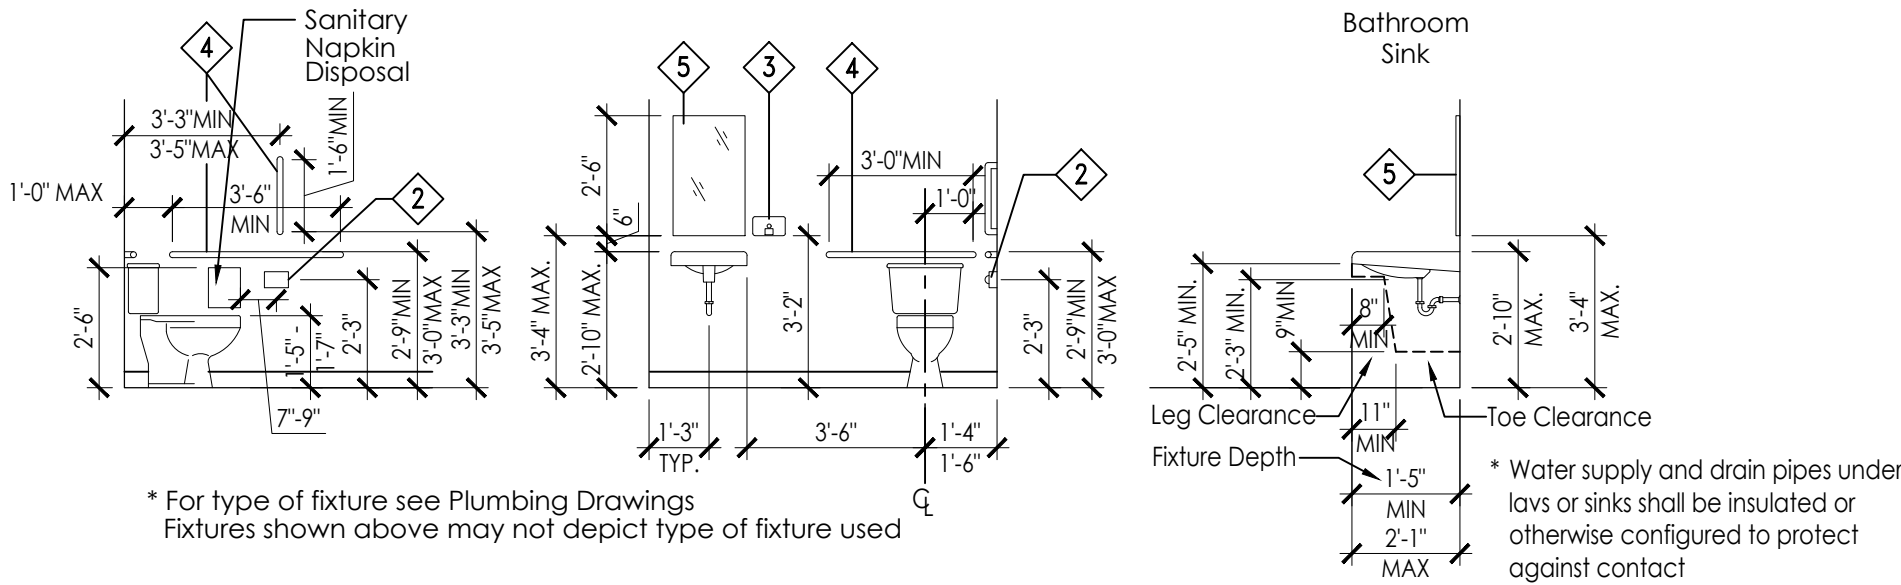 Sanitary
Napkin
Disposal
4
3'-3"MIN
3'-5"MAX
1'-6"MIN
1'-0" MAX
3'-6"
MIN
2
2'-6"
1'-5"-
1'-7"
2'-3"
2'-9"MIN
3'-0"MAX
3'-3"MIN
3'-5"MAX
7"-9"
5
3
4
2'-6"
6"
3'-0"MIN
1'-0"
2
3'-4" MAX.
2'-10" MAX.
3'-2"
2'-3"
2'-9"MIN
3'-0"MAX
1'-3"
TYP.
3'-6"
1'-4"
1'-6"
CL
* For type of fixture see Plumbing Drawings
Fixtures shown above may not depict type of fixture used
Bathroom
Sink
5
2'-5" MIN.
2'-3" MIN.
9"MIN
8"
MIN
2'-10"
MAX.
3'-4"
MAX.
Leg Clearance
11"
MIN
Toe Clearance
Fixture Depth
1'-5"
MIN
2'-1"
MAX
* Water supply and drain pipes under
lavs or sinks shall be insulated or
otherwise configured to protect
against contact